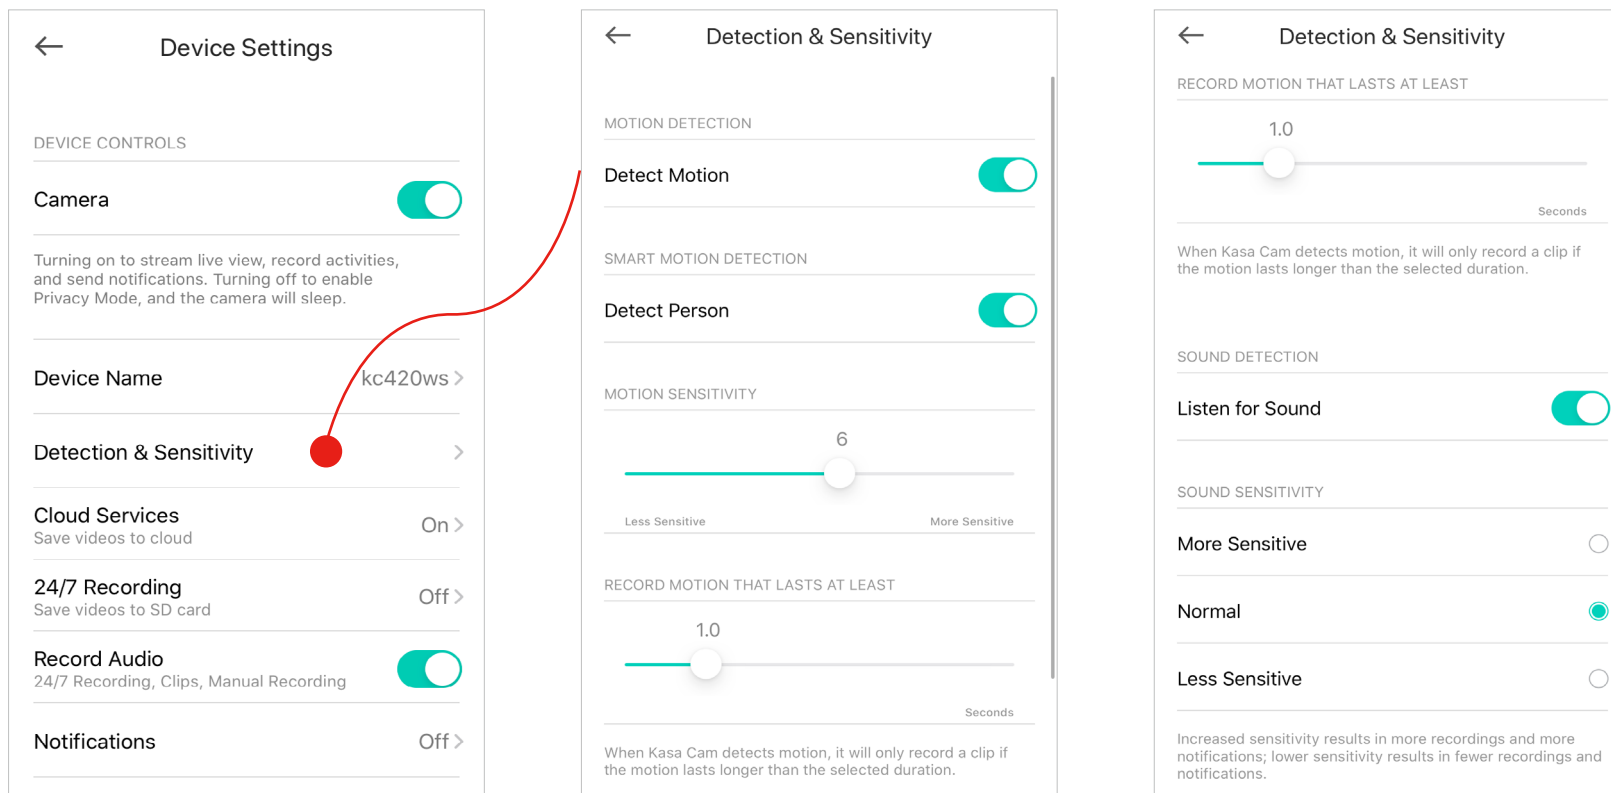 Device Settings
DEVICE CONTROLS
Camera
Turning on to stream live view, record activities,
and send notifications. Turning off to enable
Privacy Mode, and the camera will sleep.
Device Name kc420ws
Detection & Sensitivity
Cloud Services On
Save videos to cloud
24/7 Recording Off
Save videos to SD card
Record Audio
24/7 Recording, Clips, Manual Recording
Notifications Off
Detection & Sensitivity
MOTION DETECTION
Detect Motion
SMART MOTION DETECTION
Detect Person
MOTION SENSITIVITY
6
Less Sensitive More Sensitive
RECORD MOTION THAT LASTS AT LEAST
1.0
Seconds
When Kasa Cam detects motion, it will only record a clip if
the motion lasts longer than the selected duration.
Detection & Sensitivity
RECORD MOTION THAT LASTS AT LEAST
1.0
Seconds
When Kasa Cam detects motion, it will only record a clip if
the motion lasts longer than the selected duration.
SOUND DETECTION
Listen for Sound
SOUND SENSITIVITY
More Sensitive
Normal
Less Sensitive
Increased sensitivity results in more recordings and more
notifications; lower sensitivity results in fewer recordings and
notifications.